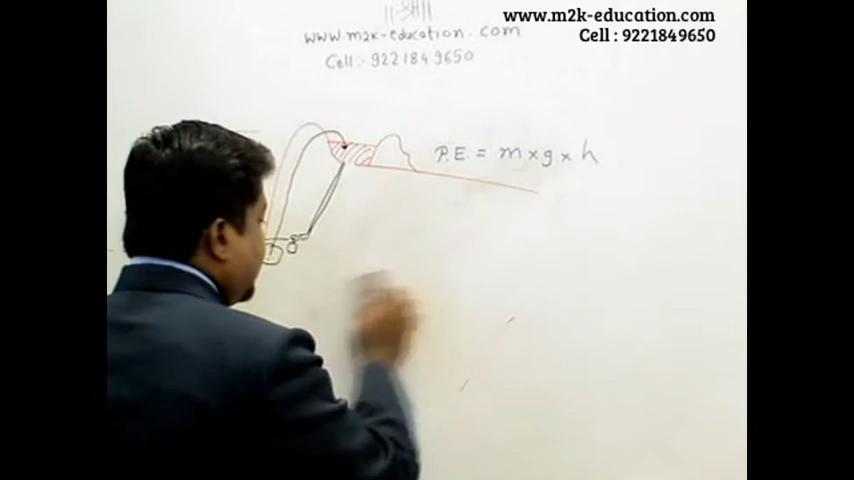 ||श्री||
www.m2k-education.com
Cell :- 9221849650
www.m2k-education.com
Cell : 9221849650
P.E. = m x g x h